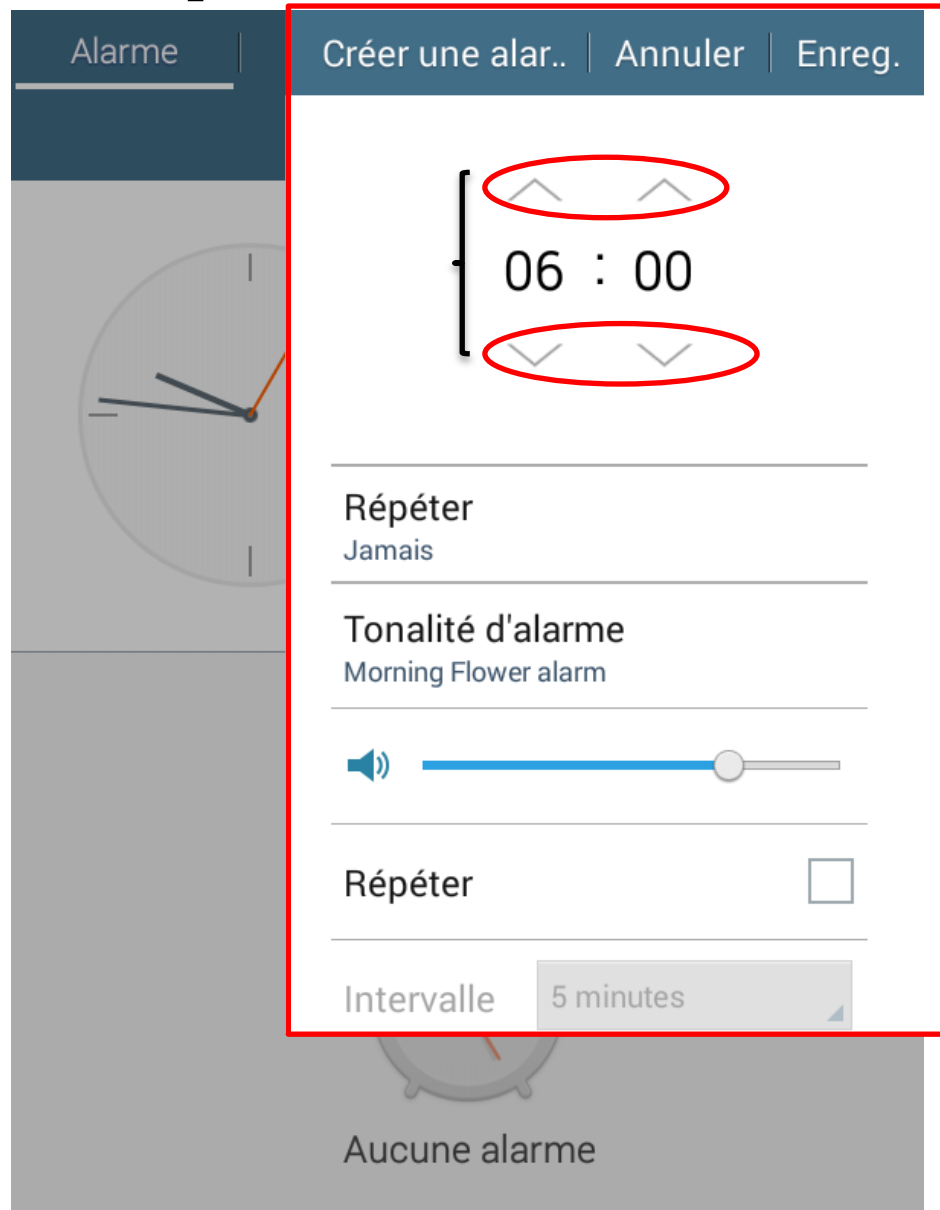 Alarme
Créer une alar.. Annuler Enreg.
06 : 00
Répéter
Jamais
Tonalité d'alarme
Morning Flower alarm
Répéter
Intervalle 5 minutes
Aucune alarme